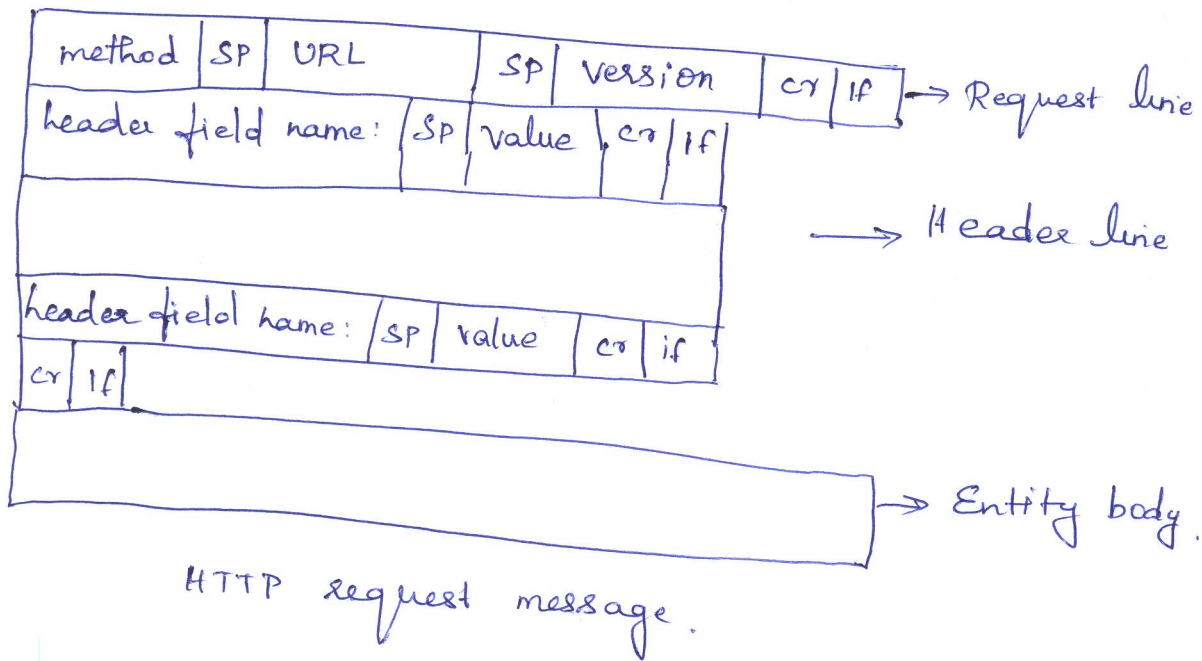 method SP URL SP version cr lf → Request line
header field name: SP value cr lf
→ Header line
header field name: SP value cr lf
cr lf
→ Entity body.
HTTP request message.